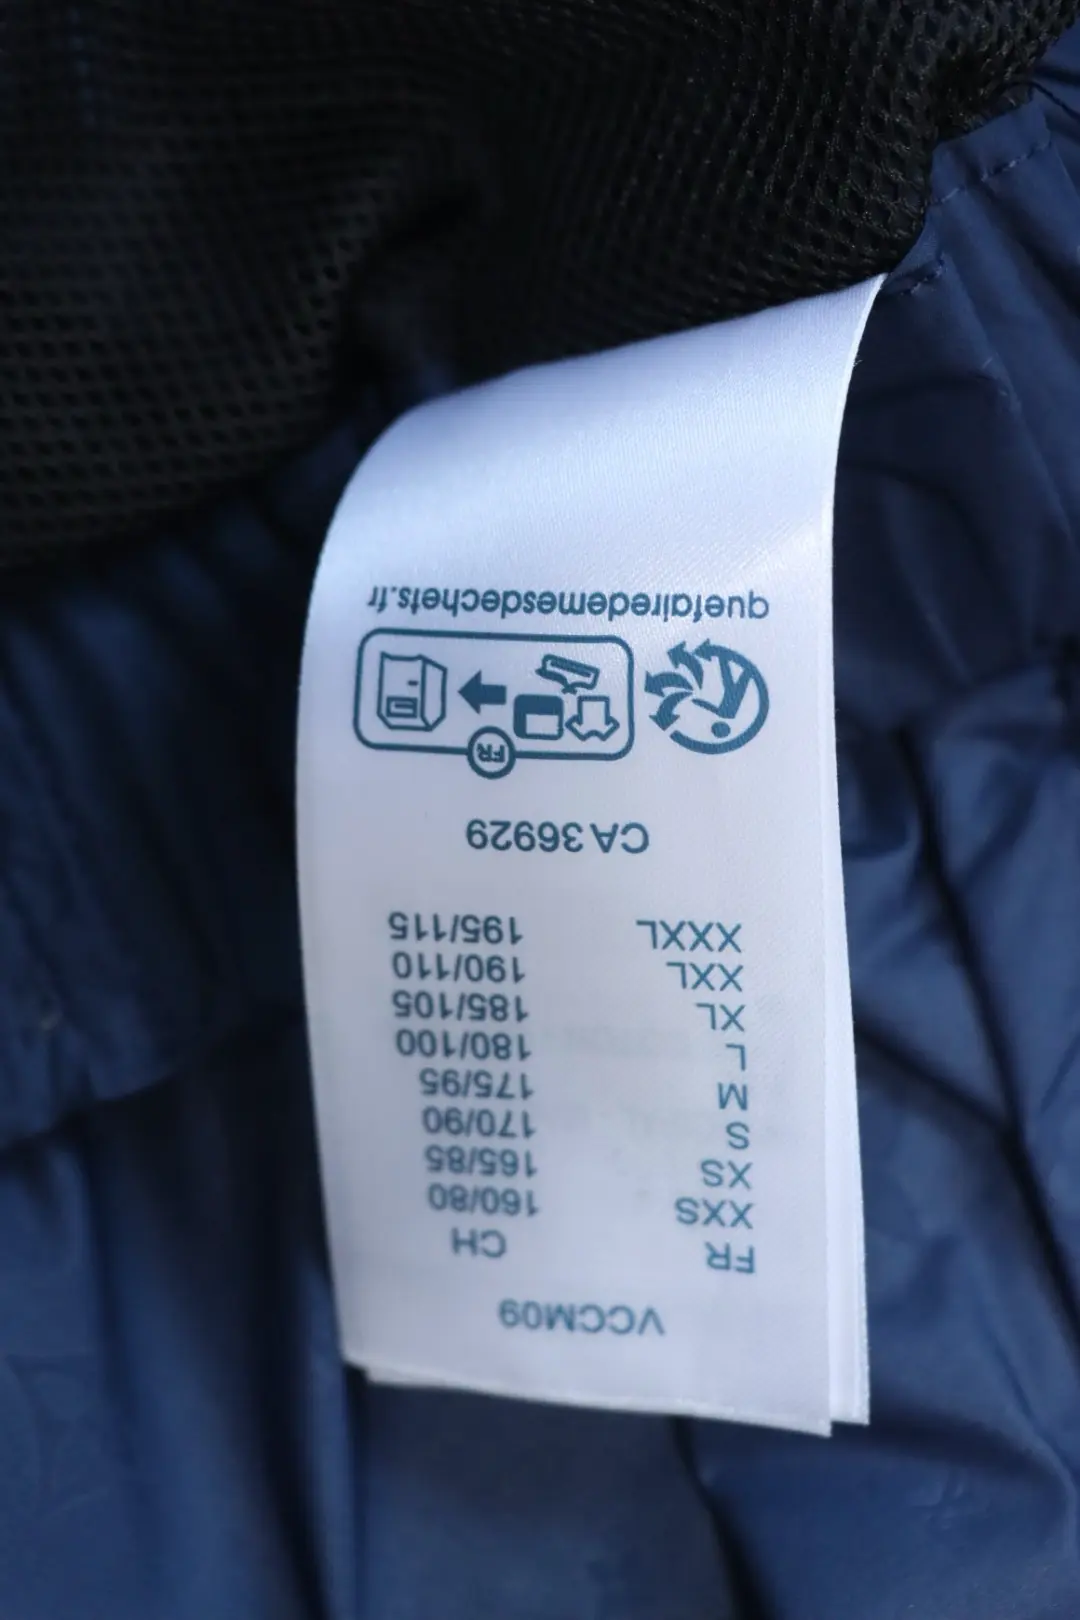 VCCM09
FR CH
XXS 160/80
XS 165/85
S 170/90
M 175/95
L 180/100
XL 185/105
XXL 190/110
XXXL 195/115
CA 36929
FR
quefairedemesdechets.fr